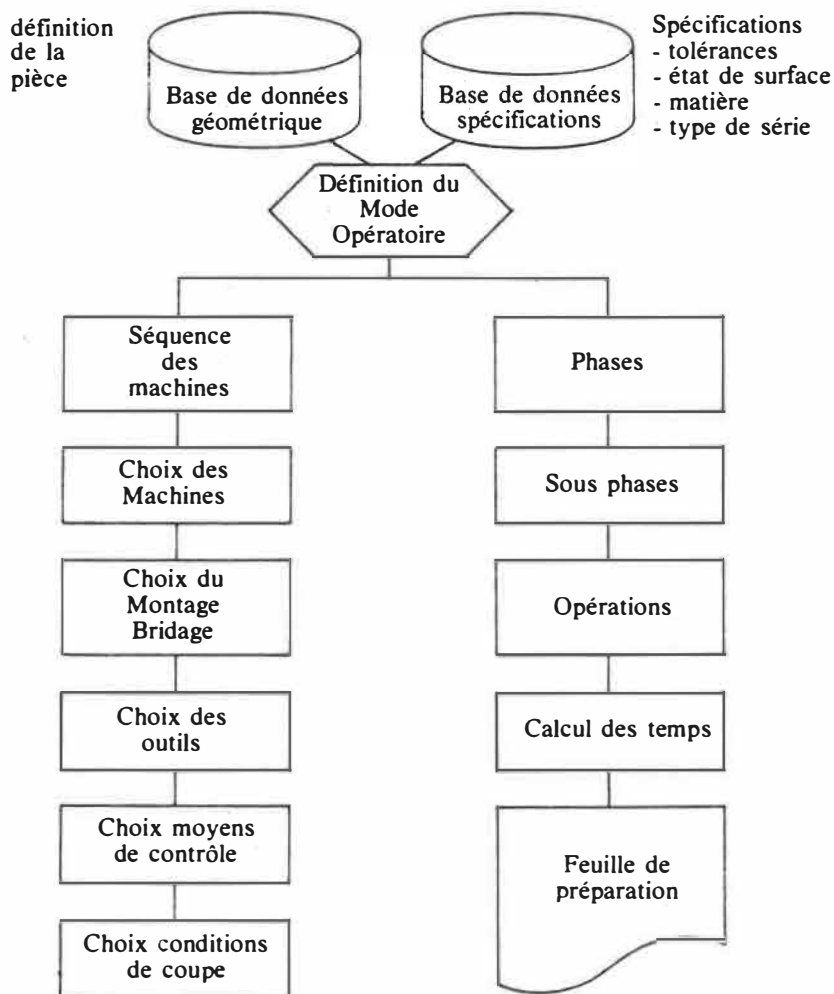 définition
de la
pièce
Base de données
géométrique
Base de données
spécifications
Spécifications
- tolérances
- état de surface
- matière
- type de série
Définition du
Mode
Opératoire
Séquence
des
machines
Choix des
Machines
Choix du
Montage
Bridage
Choix des
outils
Choix moyens
de contrôle
Choix conditions
de coupe
Phases
Sous phases
Opérations
Calcul des temps
Feuille de
préparation